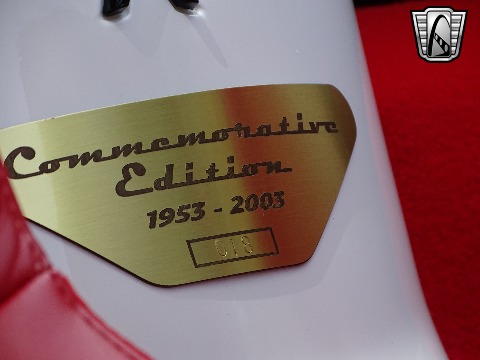 Commemorative
Edition
1953 - 2003
018